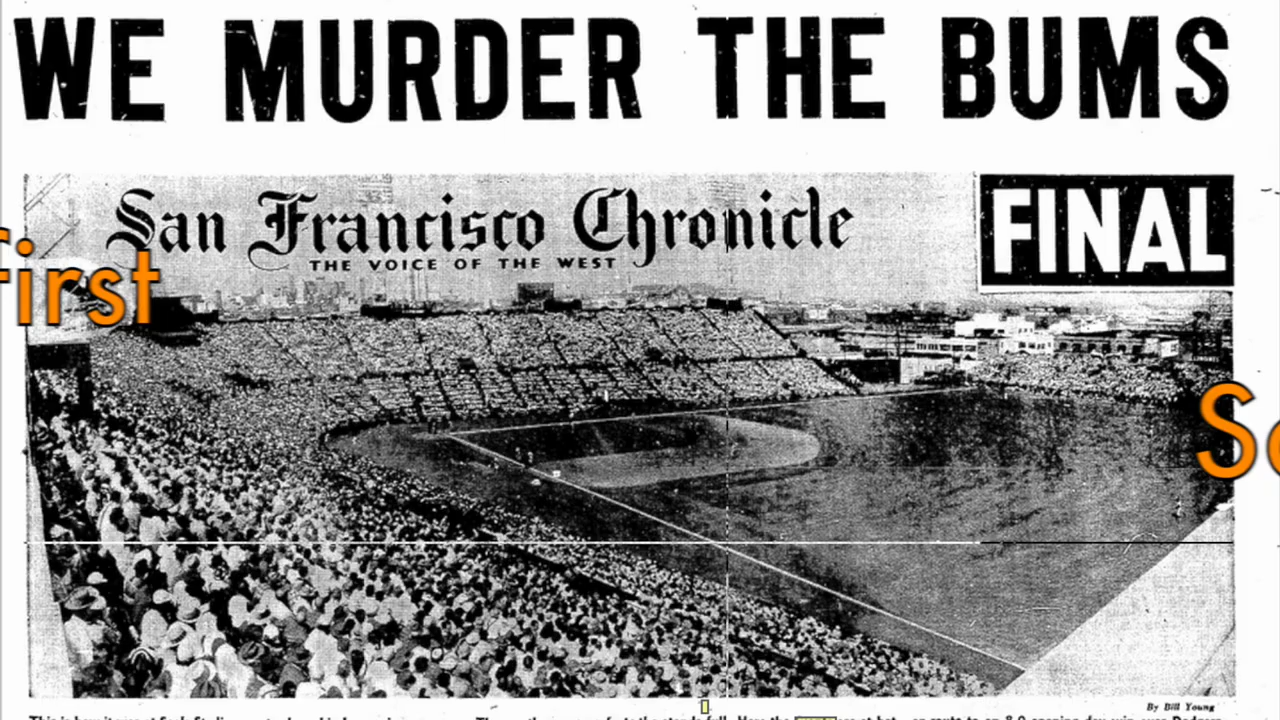 WE MURDER THE BUMS
San Francisco Chronicle
THE VOICE OF THE WEST
FINAL
first
S
By Bill Young